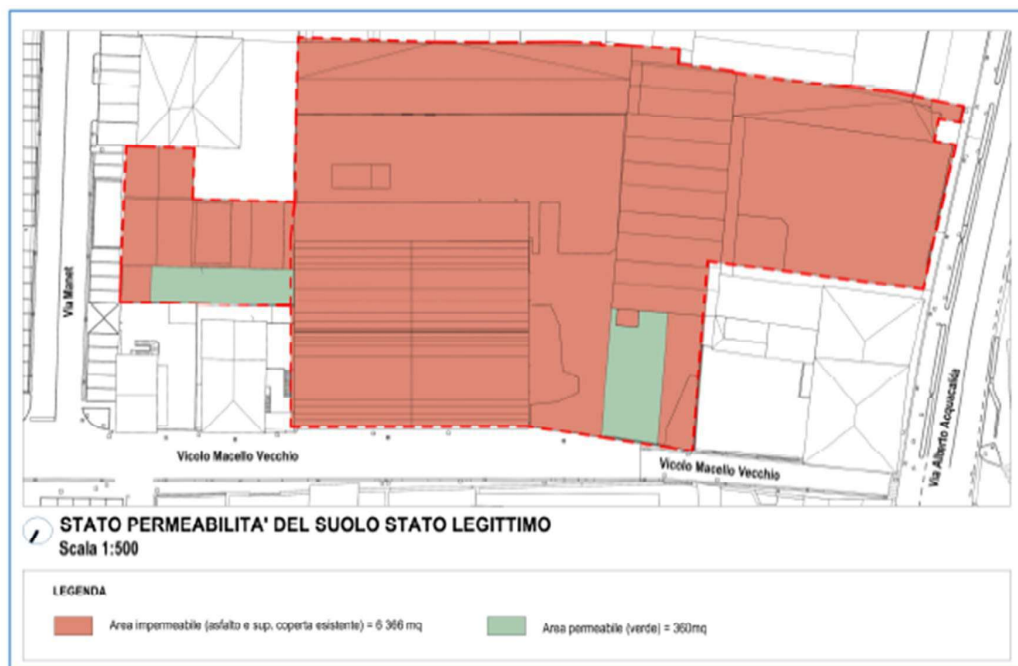 Via Manet
Vicolo Macello Vecchio
Vicolo Macello Vecchio
Via Alberto Acquacalda
STATO PERMEABILITA' DEL SUOLO STATO LEGITTIMO
Scala 1:500
LEGENDA
Area impermeabile (asfalto e sup. coperta esistente) = 6 366 mq
Area permeabile (verde) = 360mq